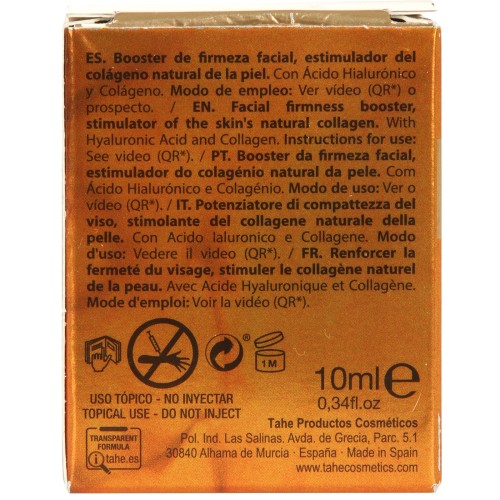 ES. Booster de firmeza facial, estimulador del
colágeno natural de la piel. Con Ácido Hialurónico
y Colágeno. Modo de empleo: Ver vídeo (QR*) o
prospecto. / EN. Facial firmness booster,
stimulator of the skin's natural collagen. With
Hyaluronic Acid and Collagen. Instructions for use:
See video (QR*). / PT. Booster da firmeza facial,
estimulador do colagénio natural da pele. Com
Ácido Hialurónico e Colagénio. Modo de uso: Ver o
vídeo (QR*). / IT. Potenziatore di compattezza del
viso, stimolante del collagene naturale della
pelle. Con Acido Ialuronico e Collagene. Modo
d'uso: Vedere il video (QR*). / FR. Renforcer la
fermeté du visage, stimuler le collagène naturel
de la peau. Avec Acide Hyaluronique et Collagène.
Mode d'emploi: Voir la vidéo (QR*).
1M
10ml e
0,34fl.oz
USO TÓPICO - NO INYECTAR
TOPICAL USE - DO NOT INJECT
TRANSPARENT
FORMULA
i tahe.es
Tahe Productos Cosméticos
Pol. Ind. Las Salinas. Avda. de Grecia, Parc. 5.1
30840 Alhama de Murcia - España - Made in Spain
www.tahecosmetics.com